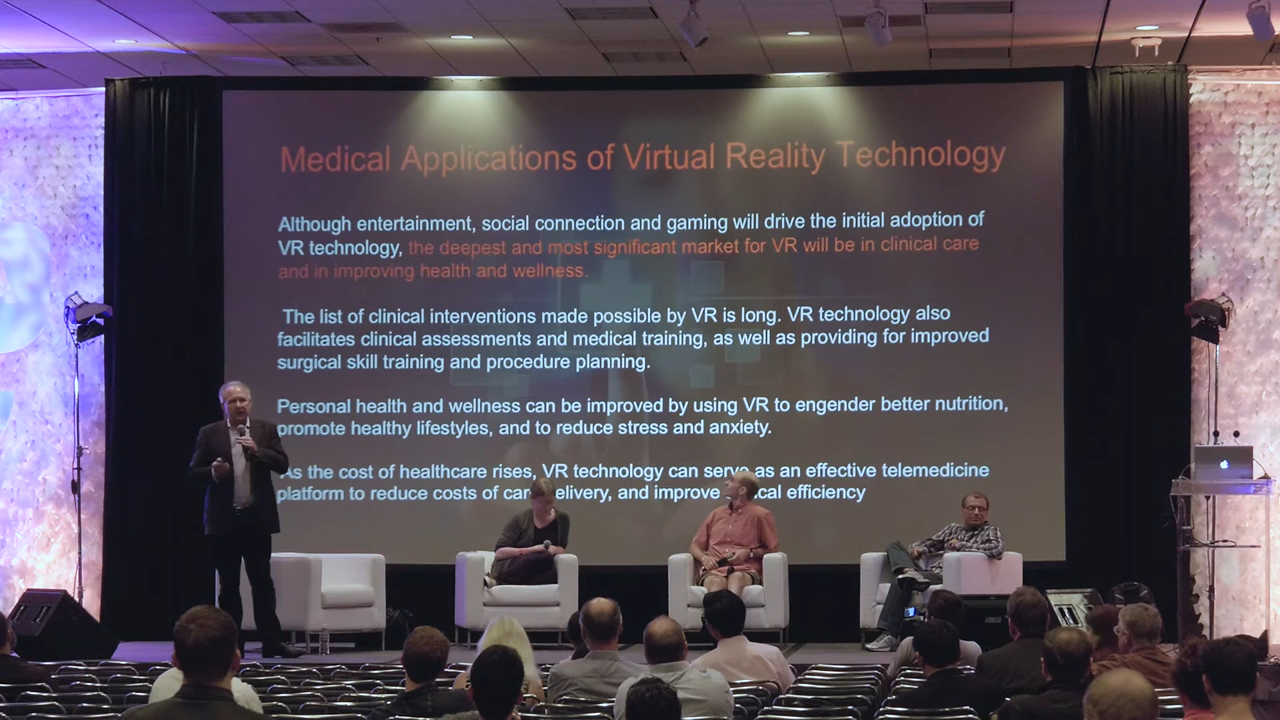 Medical Applications of Virtual Reality Technology
Although entertainment, social connection and gaming will drive the initial adoption of
VR technology, the deepest and most significant market for VR will be in clinical care
and in improving health and wellness.
The list of clinical interventions made possible by VR is long. VR technology also
facilitates clinical assessments and medical training, as well as providing for improved
surgical skill training and procedure planning.
Personal health and wellness can be improved by using VR to engender better nutrition,
promote healthy lifestyles, and to reduce stress and anxiety.
As the cost of healthcare rises, VR technology can serve as an effective telemedicine
platform to reduce costs of care delivery, and improve efficiency